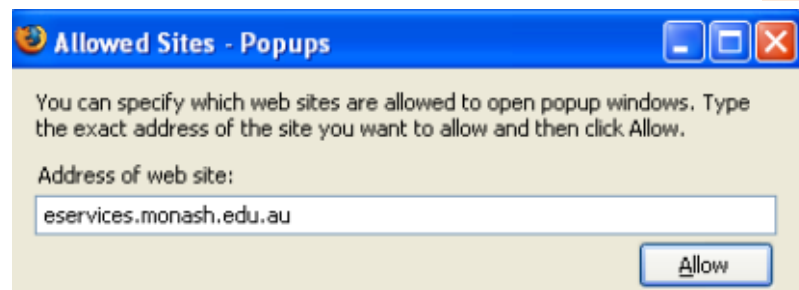 Allowed Sites - Popups
You can specify which web sites are allowed to open popup windows. Type
the exact address of the site you want to allow and then click Allow.
Address of web site:
eservices.monash.edu.au
Allow